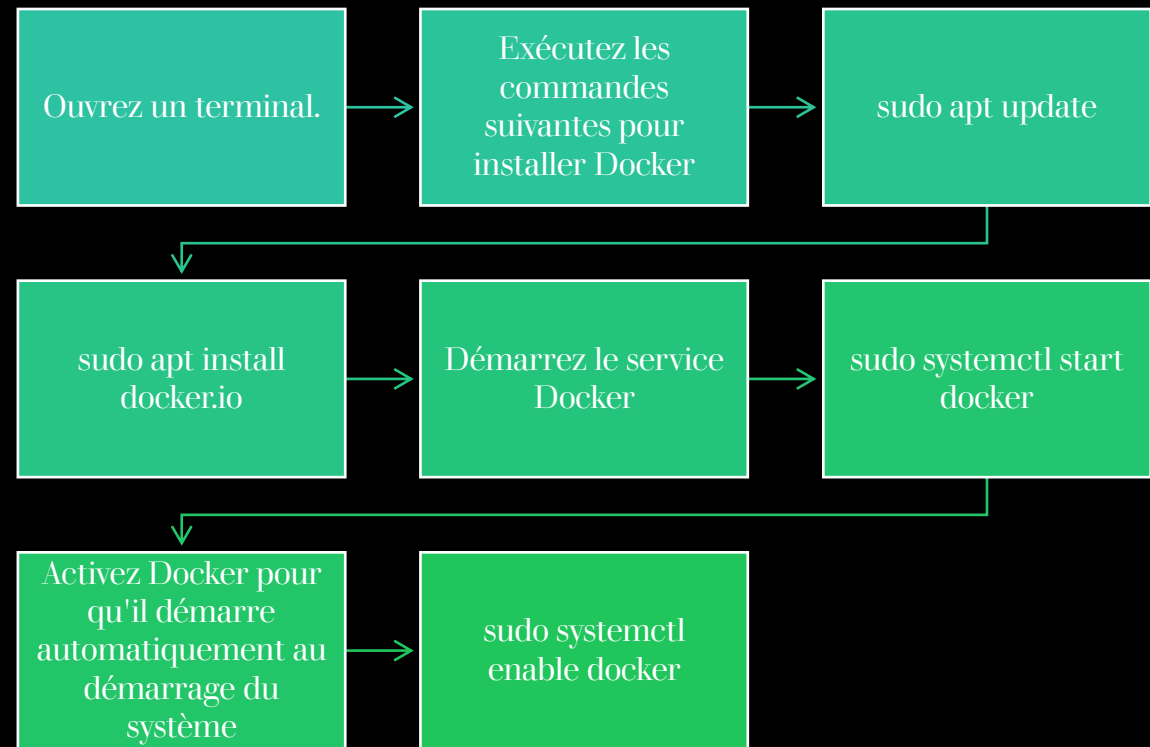 Ouvrez un terminal.
Exécutez les
commandes
suivantes pour
installer Docker
sudo apt update
sudo apt install
docker.io
Démarrez le service
Docker
sudo systemctl start
docker
Activez Docker pour
qu'il démarre
automatiquement au
démarrage du
système
sudo systemctl
enable docker